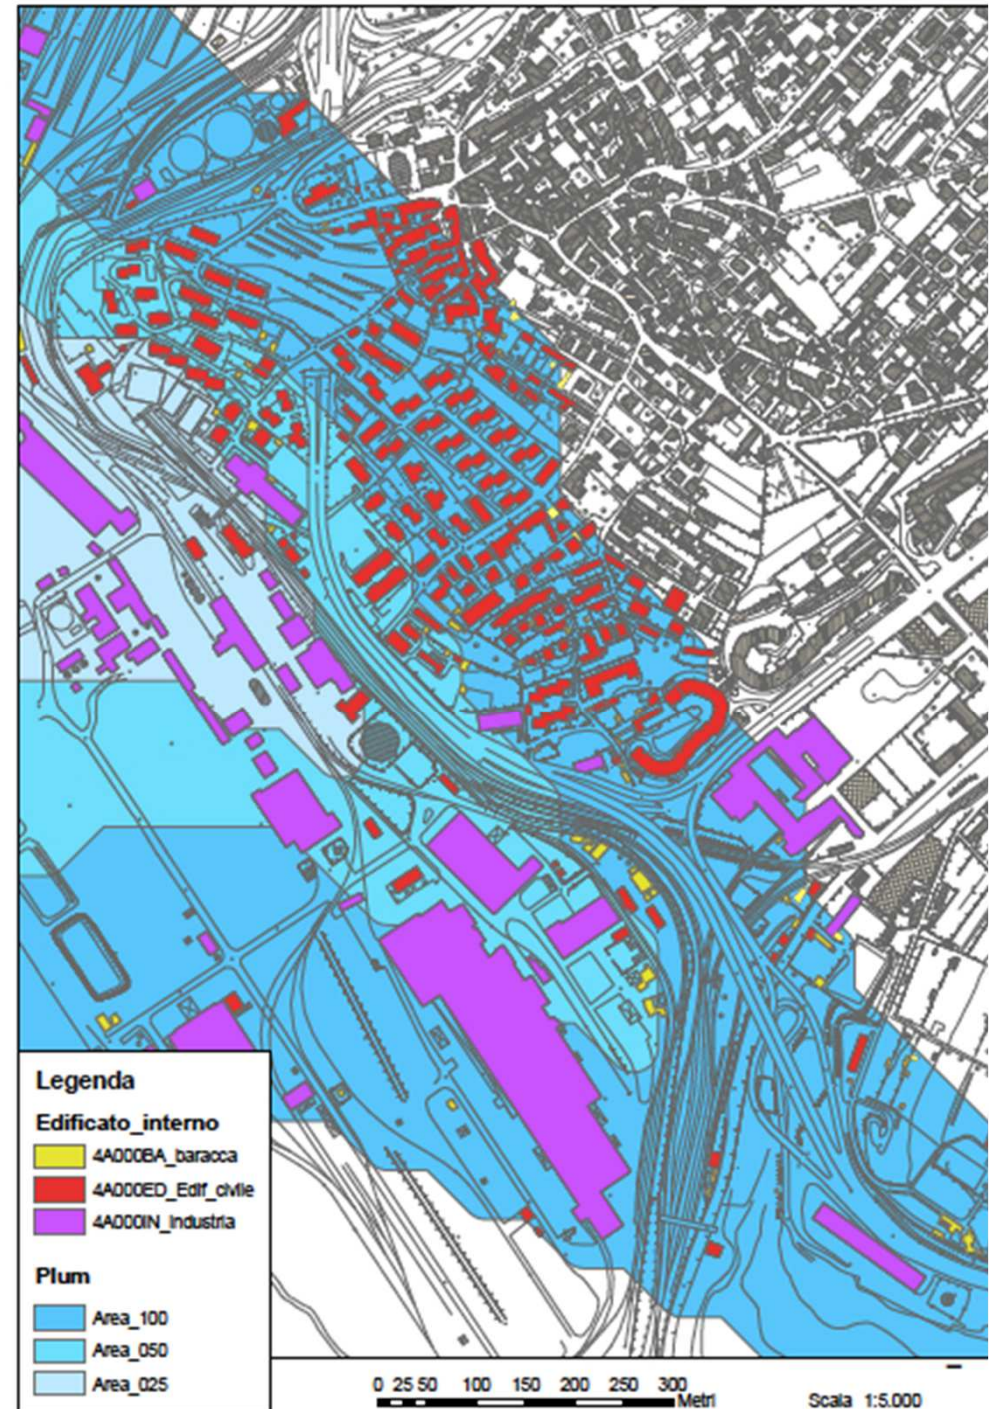 Legenda
Edificato_interno
4A000BA_baracca
4A000ED_Edif_civile
4A000IN_Industria
Plum
Area_100
Area_050
Area_025
0 25 50 100 150 200 250 300
Metri
Scala 1:5.000